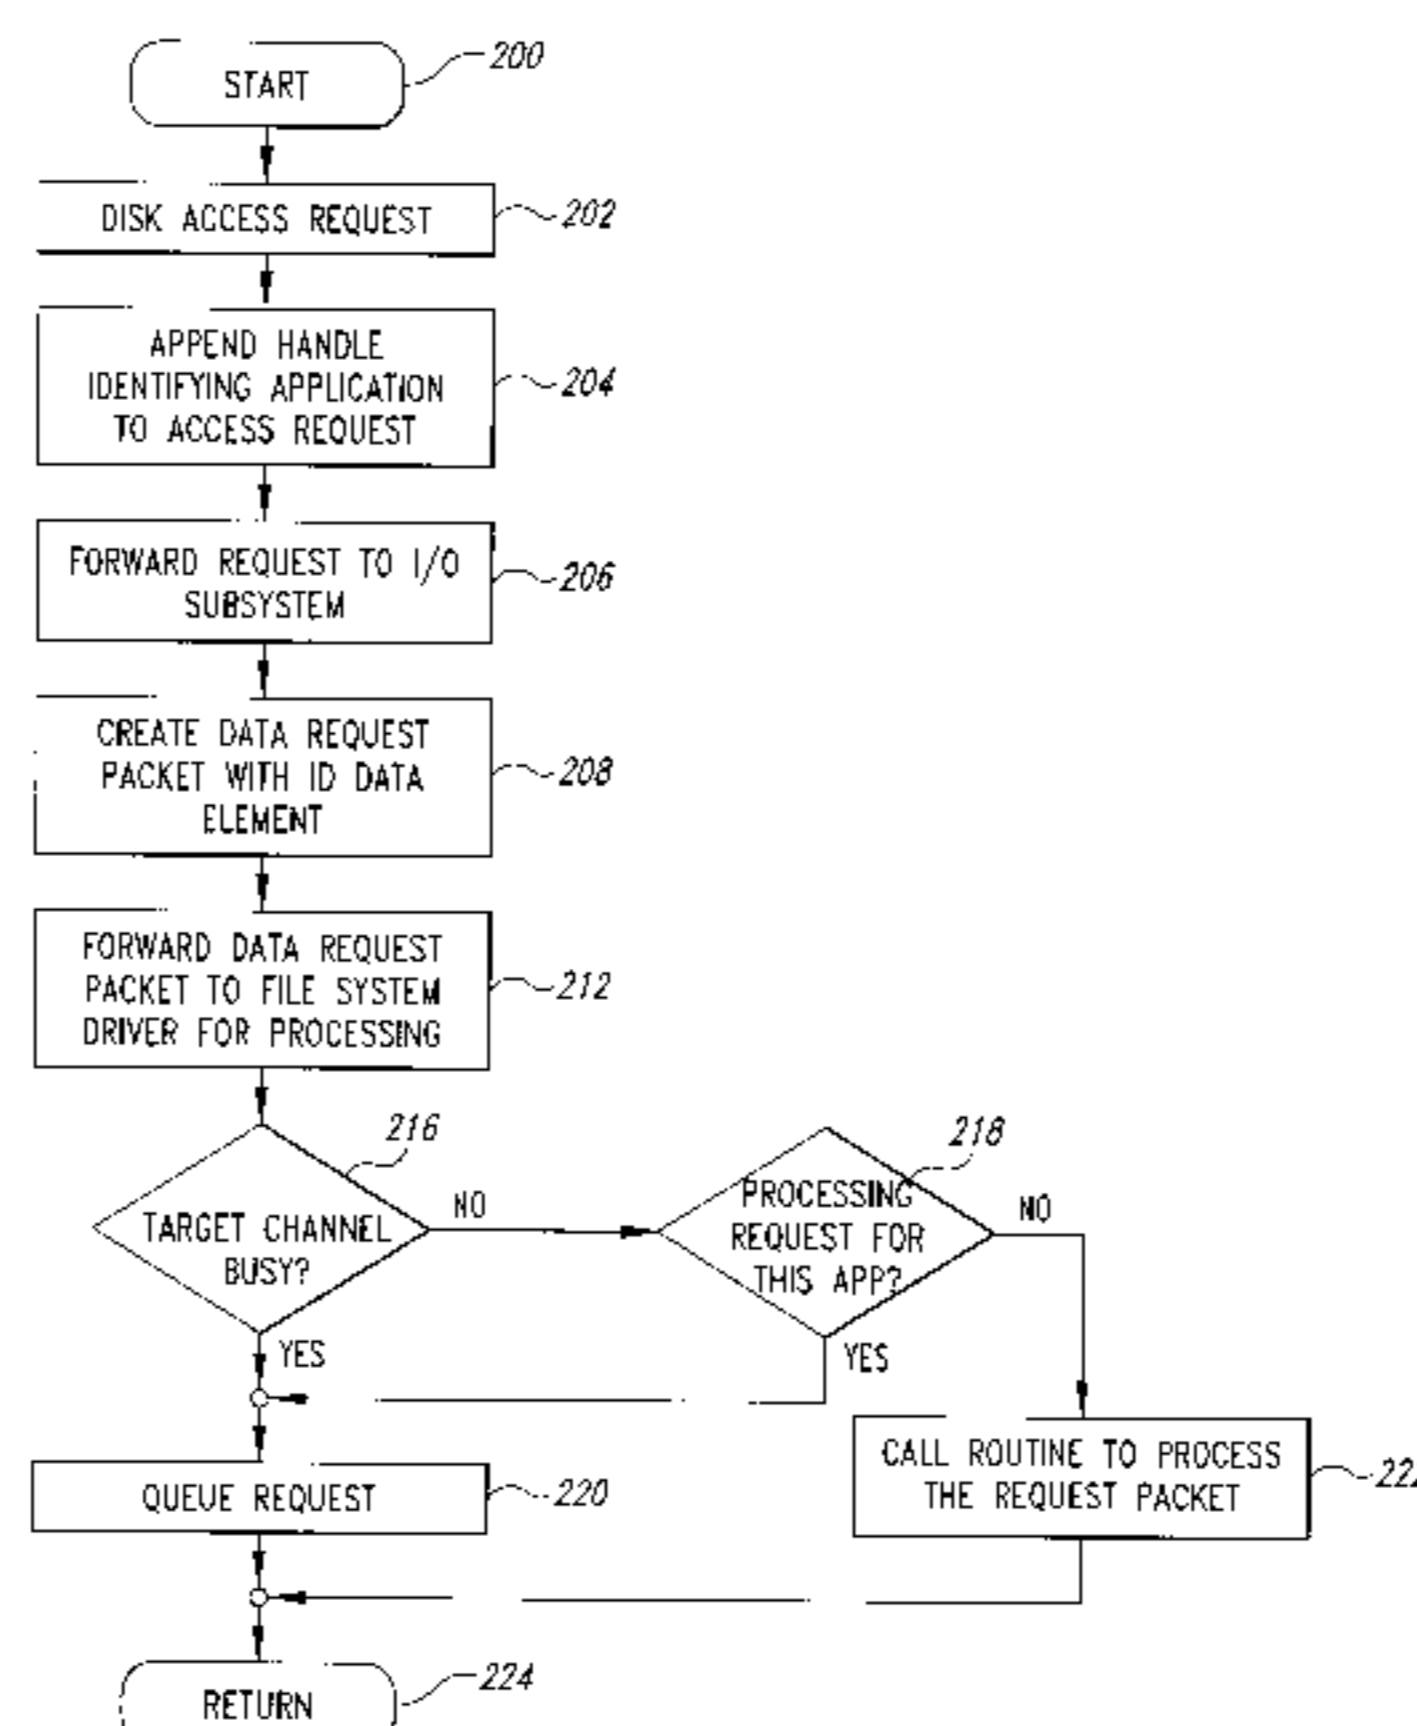 START
200
DISK ACCESS REQUEST
202
APPEND HANDLE
IDENTIFYING APPLICATION
TO ACCESS REQUEST
204
FORWARD REQUEST TO I/O
SUBSYSTEM
206
CREATE DATA REQUEST
PACKET WITH ID DATA
ELEMENT
208
FORWARD DATA REQUEST
PACKET TO FILE SYSTEM
DRIVER FOR PROCESSING
212
216
TARGET CHANNEL
BUSY?
NO
YES
218
PROCESSING
REQUEST FOR
THIS APP?
NO
YES
QUEUE REQUEST
220
CALL ROUTINE TO PROCESS
THE REQUEST PACKET
RETURN
224